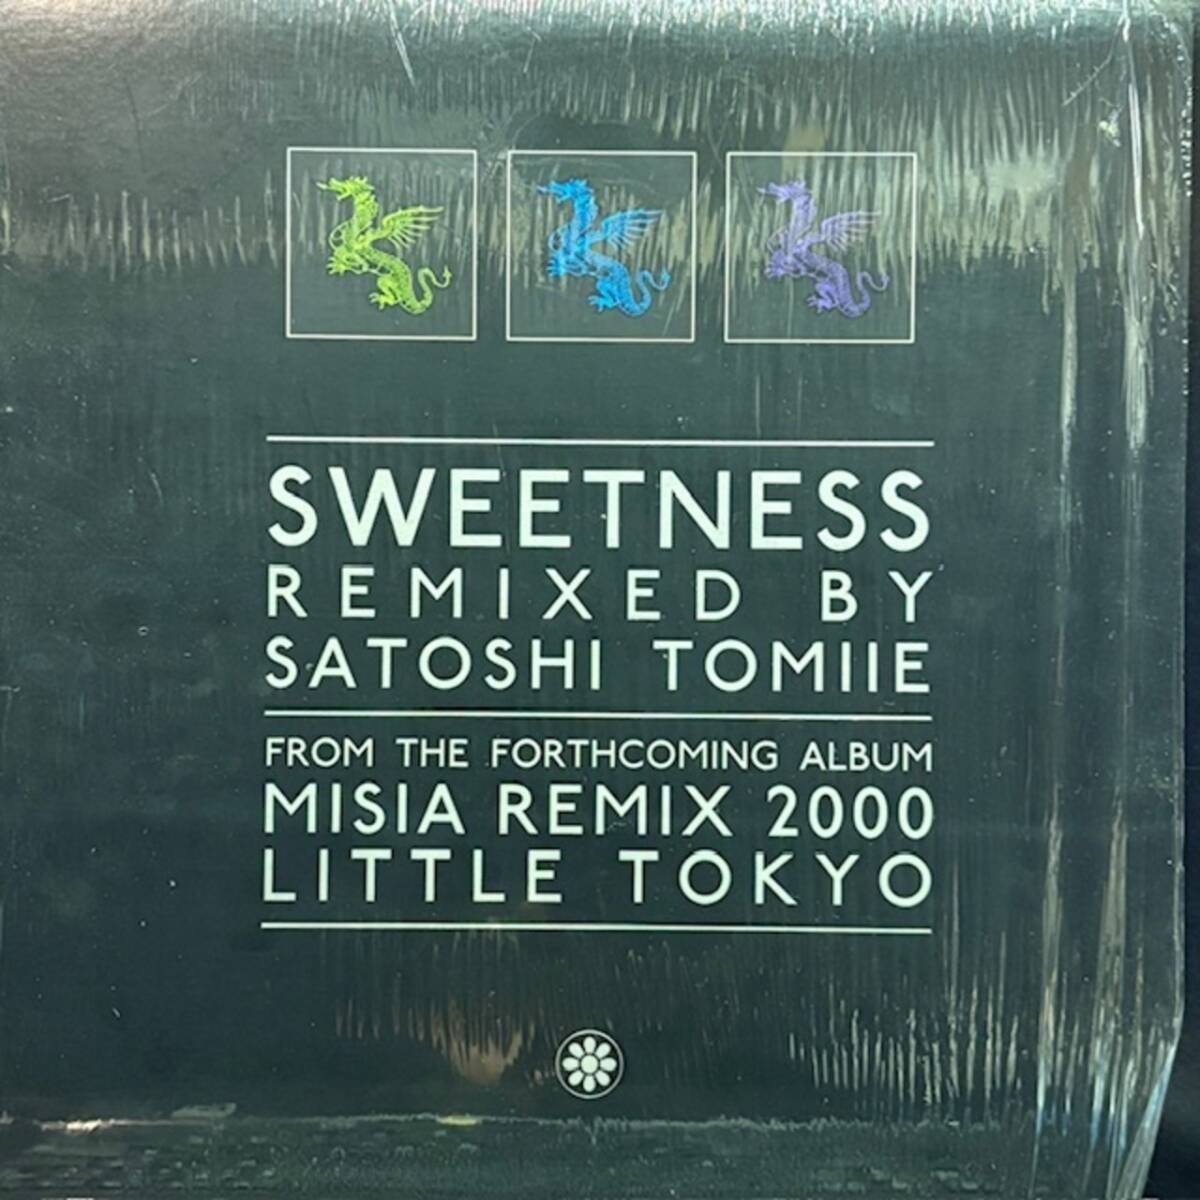 SWEETNESS
REMIXED BY
SATOSHI TOMIIE
FROM THE FORTHCOMING ALBUM
MISIA REMIX 2000
LITTLE TOKYO